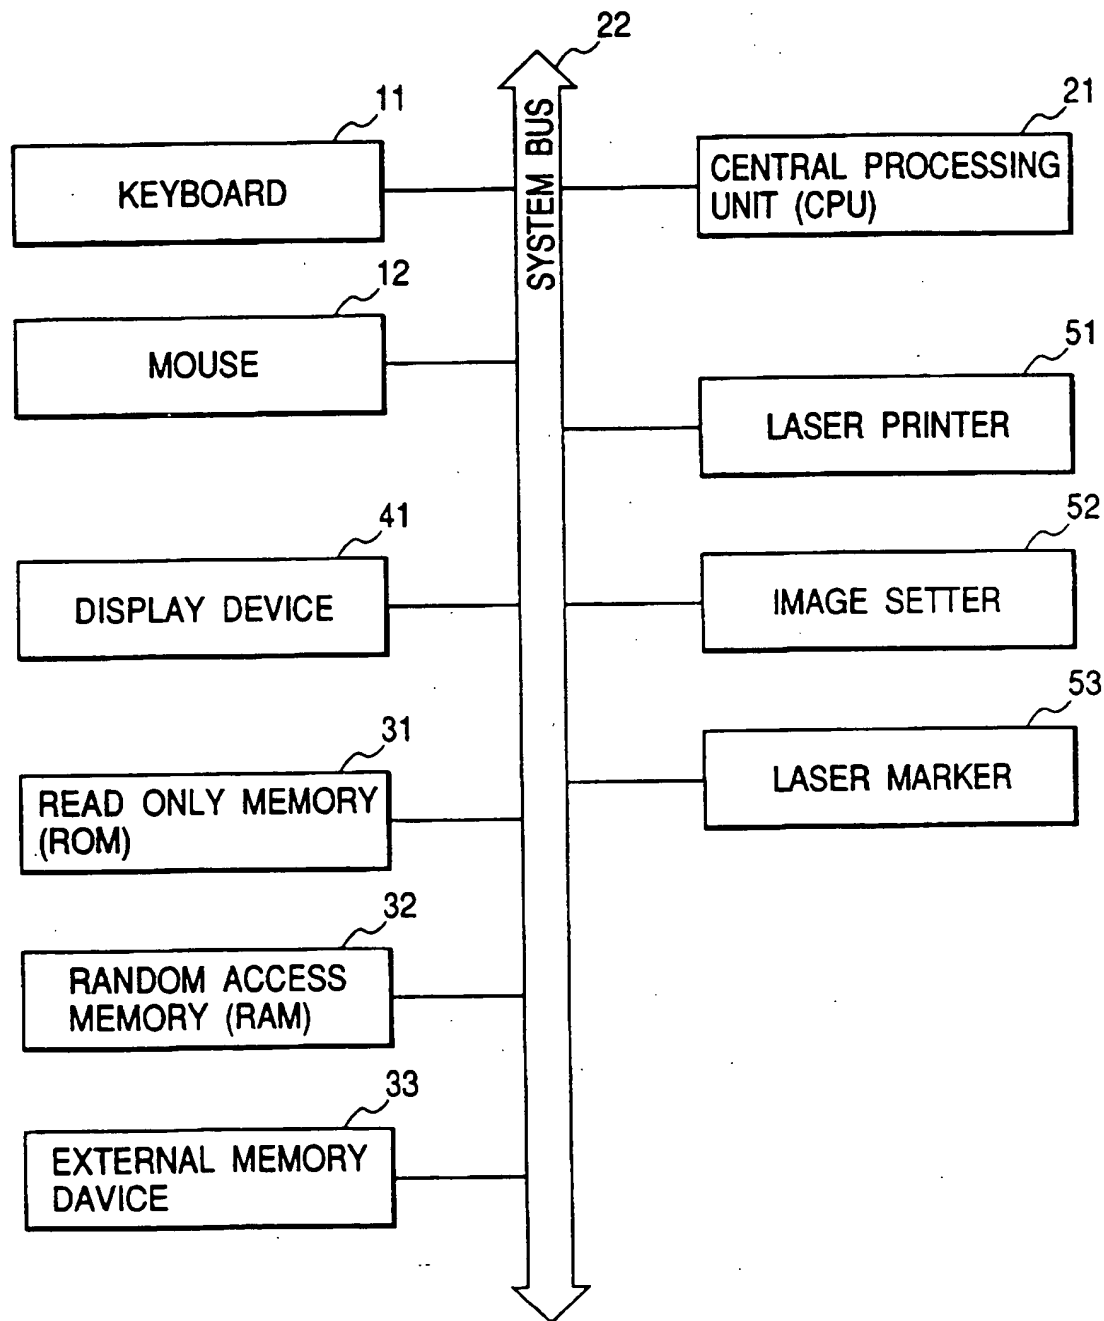 22
SYSTEM BUS
11
KEYBOARD
21
CENTRAL PROCESSING
UNIT (CPU)
12
MOUSE
51
LASER PRINTER
41
DISPLAY DEVICE
52
IMAGE SETTER
31
READ ONLY MEMORY
(ROM)
53
LASER MARKER
32
RANDOM ACCESS
MEMORY (RAM)
33
EXTERNAL MEMORY
DAVICE